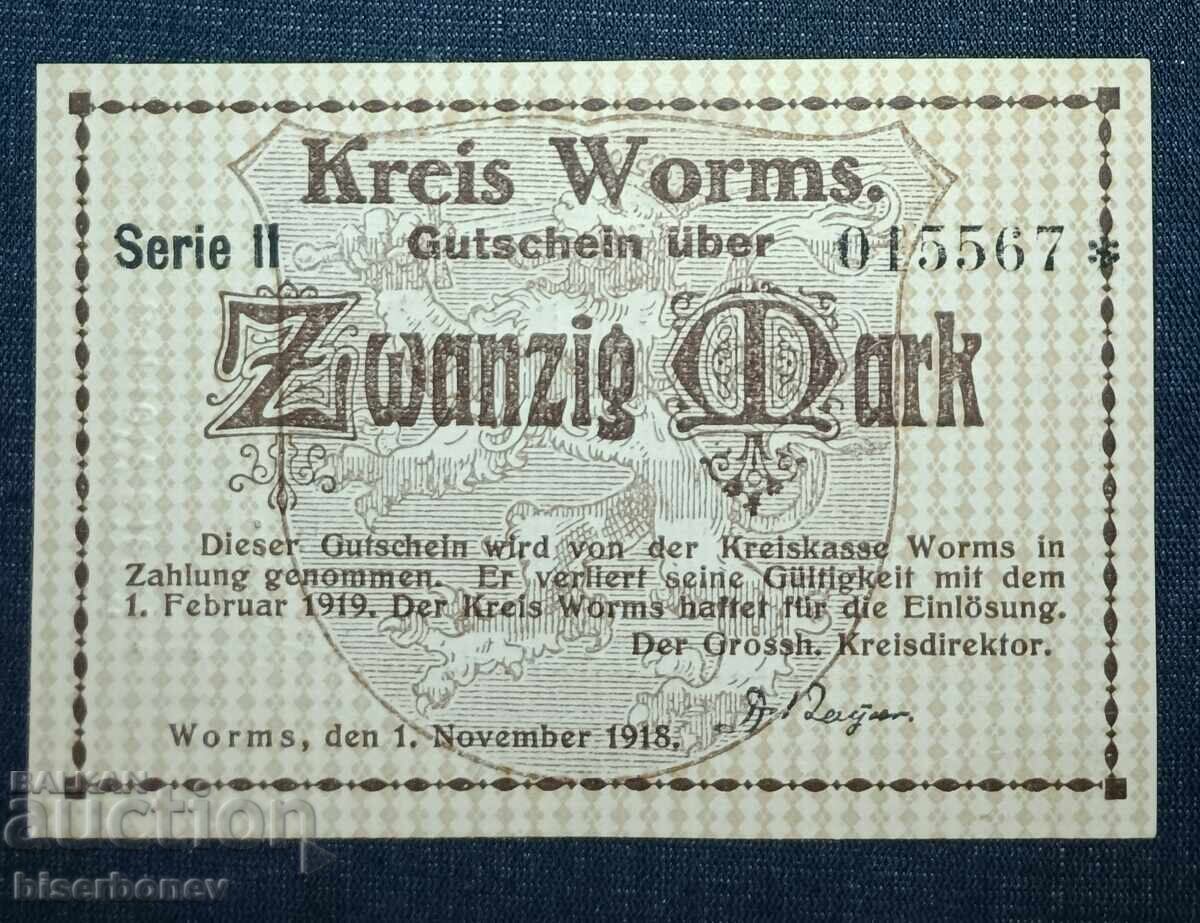 Kreis Worms.
Serie II Gutschein über 015567 *
Zwanzig Mark
Dieser Gutschein wird von der Kreiskasse Worms in
Zahlung genommen. Er verliert seine Gültigkeit mit dem
1. Februar 1919. Der Kreis Worms haftet für die Einlösung.
Der Grossh. Kreisdirektor.
Worms, den 1. November 1918.
BALKAN
auction
biserbonev